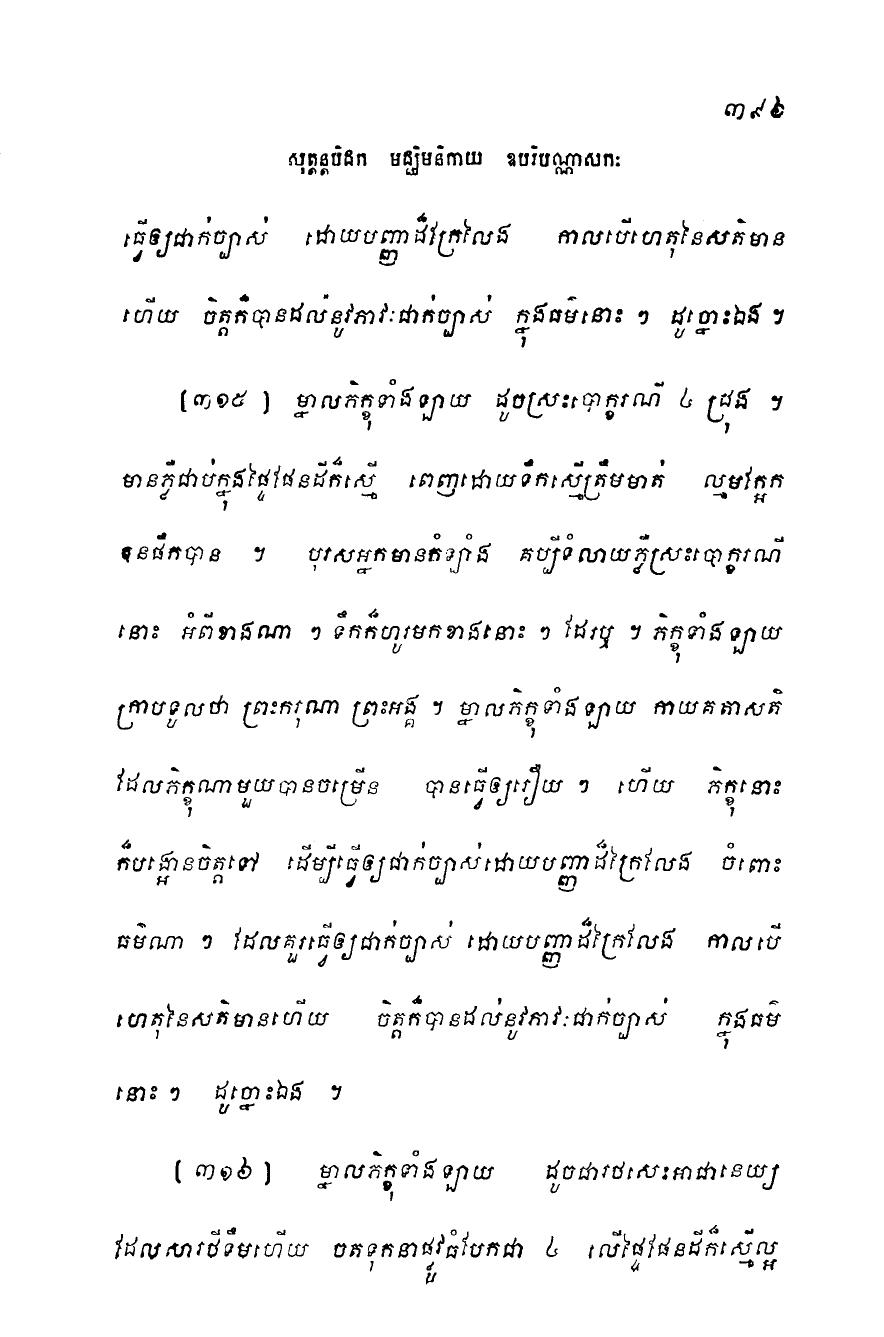 ៣៩៦
សុត្តន្តបិដក មជ្ឈិមនិកាយ ឧបរិបណ្ណាសកៈ
ធ្វើឲ្យជាក់ច្បាស់ ដោយបញ្ញាដ៏ក្រៃលែង កាលបើហេតុនៃសតិមាន
ហើយ ចិត្តក៏បានដល់នូវភាវៈជាក់ច្បាស់ ក្នុងធម៌នោះ ៗ ដូច្នោះឯង ។
[៣១៥] ម្នាលភិក្ខុទាំងឡាយ ដូចស្រះបោក្ខរណី ៤ ជ្រុង ។
មានភ្លឺជាប់ក្នុងផ្ទៃផែនដីក៏ស្មើ ពេញដោយទឹកស្មើត្រឹមមាត់ ល្មមក្អែក
ឱនផឹកបាន ។ បុរសអ្នកមានកំឡាំង គប្បីទំលាយភ្លឺស្រះបោក្ខរណី
នោះ អំពីខាងណា ៗ ទឹកក៏ហូរមកខាងនោះ ៗ ដែរឬ ។ ភិក្ខុទាំងឡាយ
ក្រាបទូលថា ព្រះករុណា ព្រះអង្គ ។ ម្នាលភិក្ខុទាំងឡាយ កាយគតាសតិ
ដែលភិក្ខុណាមួយបានចម្រើន បានធ្វើឲ្យរឿយ ៗ ហើយ ភិក្ខុនោះ
ក៏បង្អោនចិត្តទៅ ដើម្បីធ្វើឲ្យជាក់ច្បាស់ដោយបញ្ញាដ៏ក្រៃលែង ចំពោះ
ធម៌ណា ៗ ដែលគួរធ្វើឲ្យជាក់ច្បាស់ ដោយបញ្ញាដ៏ក្រៃលែង កាលបើ
ហេតុនៃសតិមានហើយ ចិត្តក៏បានដល់នូវភាវៈជាក់ច្បាស់ ក្នុងធម៌
នោះ ៗ ដូច្នោះឯង ។
[៣១៦] ម្នាលភិក្ខុទាំងឡាយ ដូចជារថសេះអាជានេយ្យ
ដែលសារថីទឹមហើយ ចតទុកនាផ្លូវធំបែកជា ៤ លើផ្ទៃផែនដីក៏ស្មើល្អ